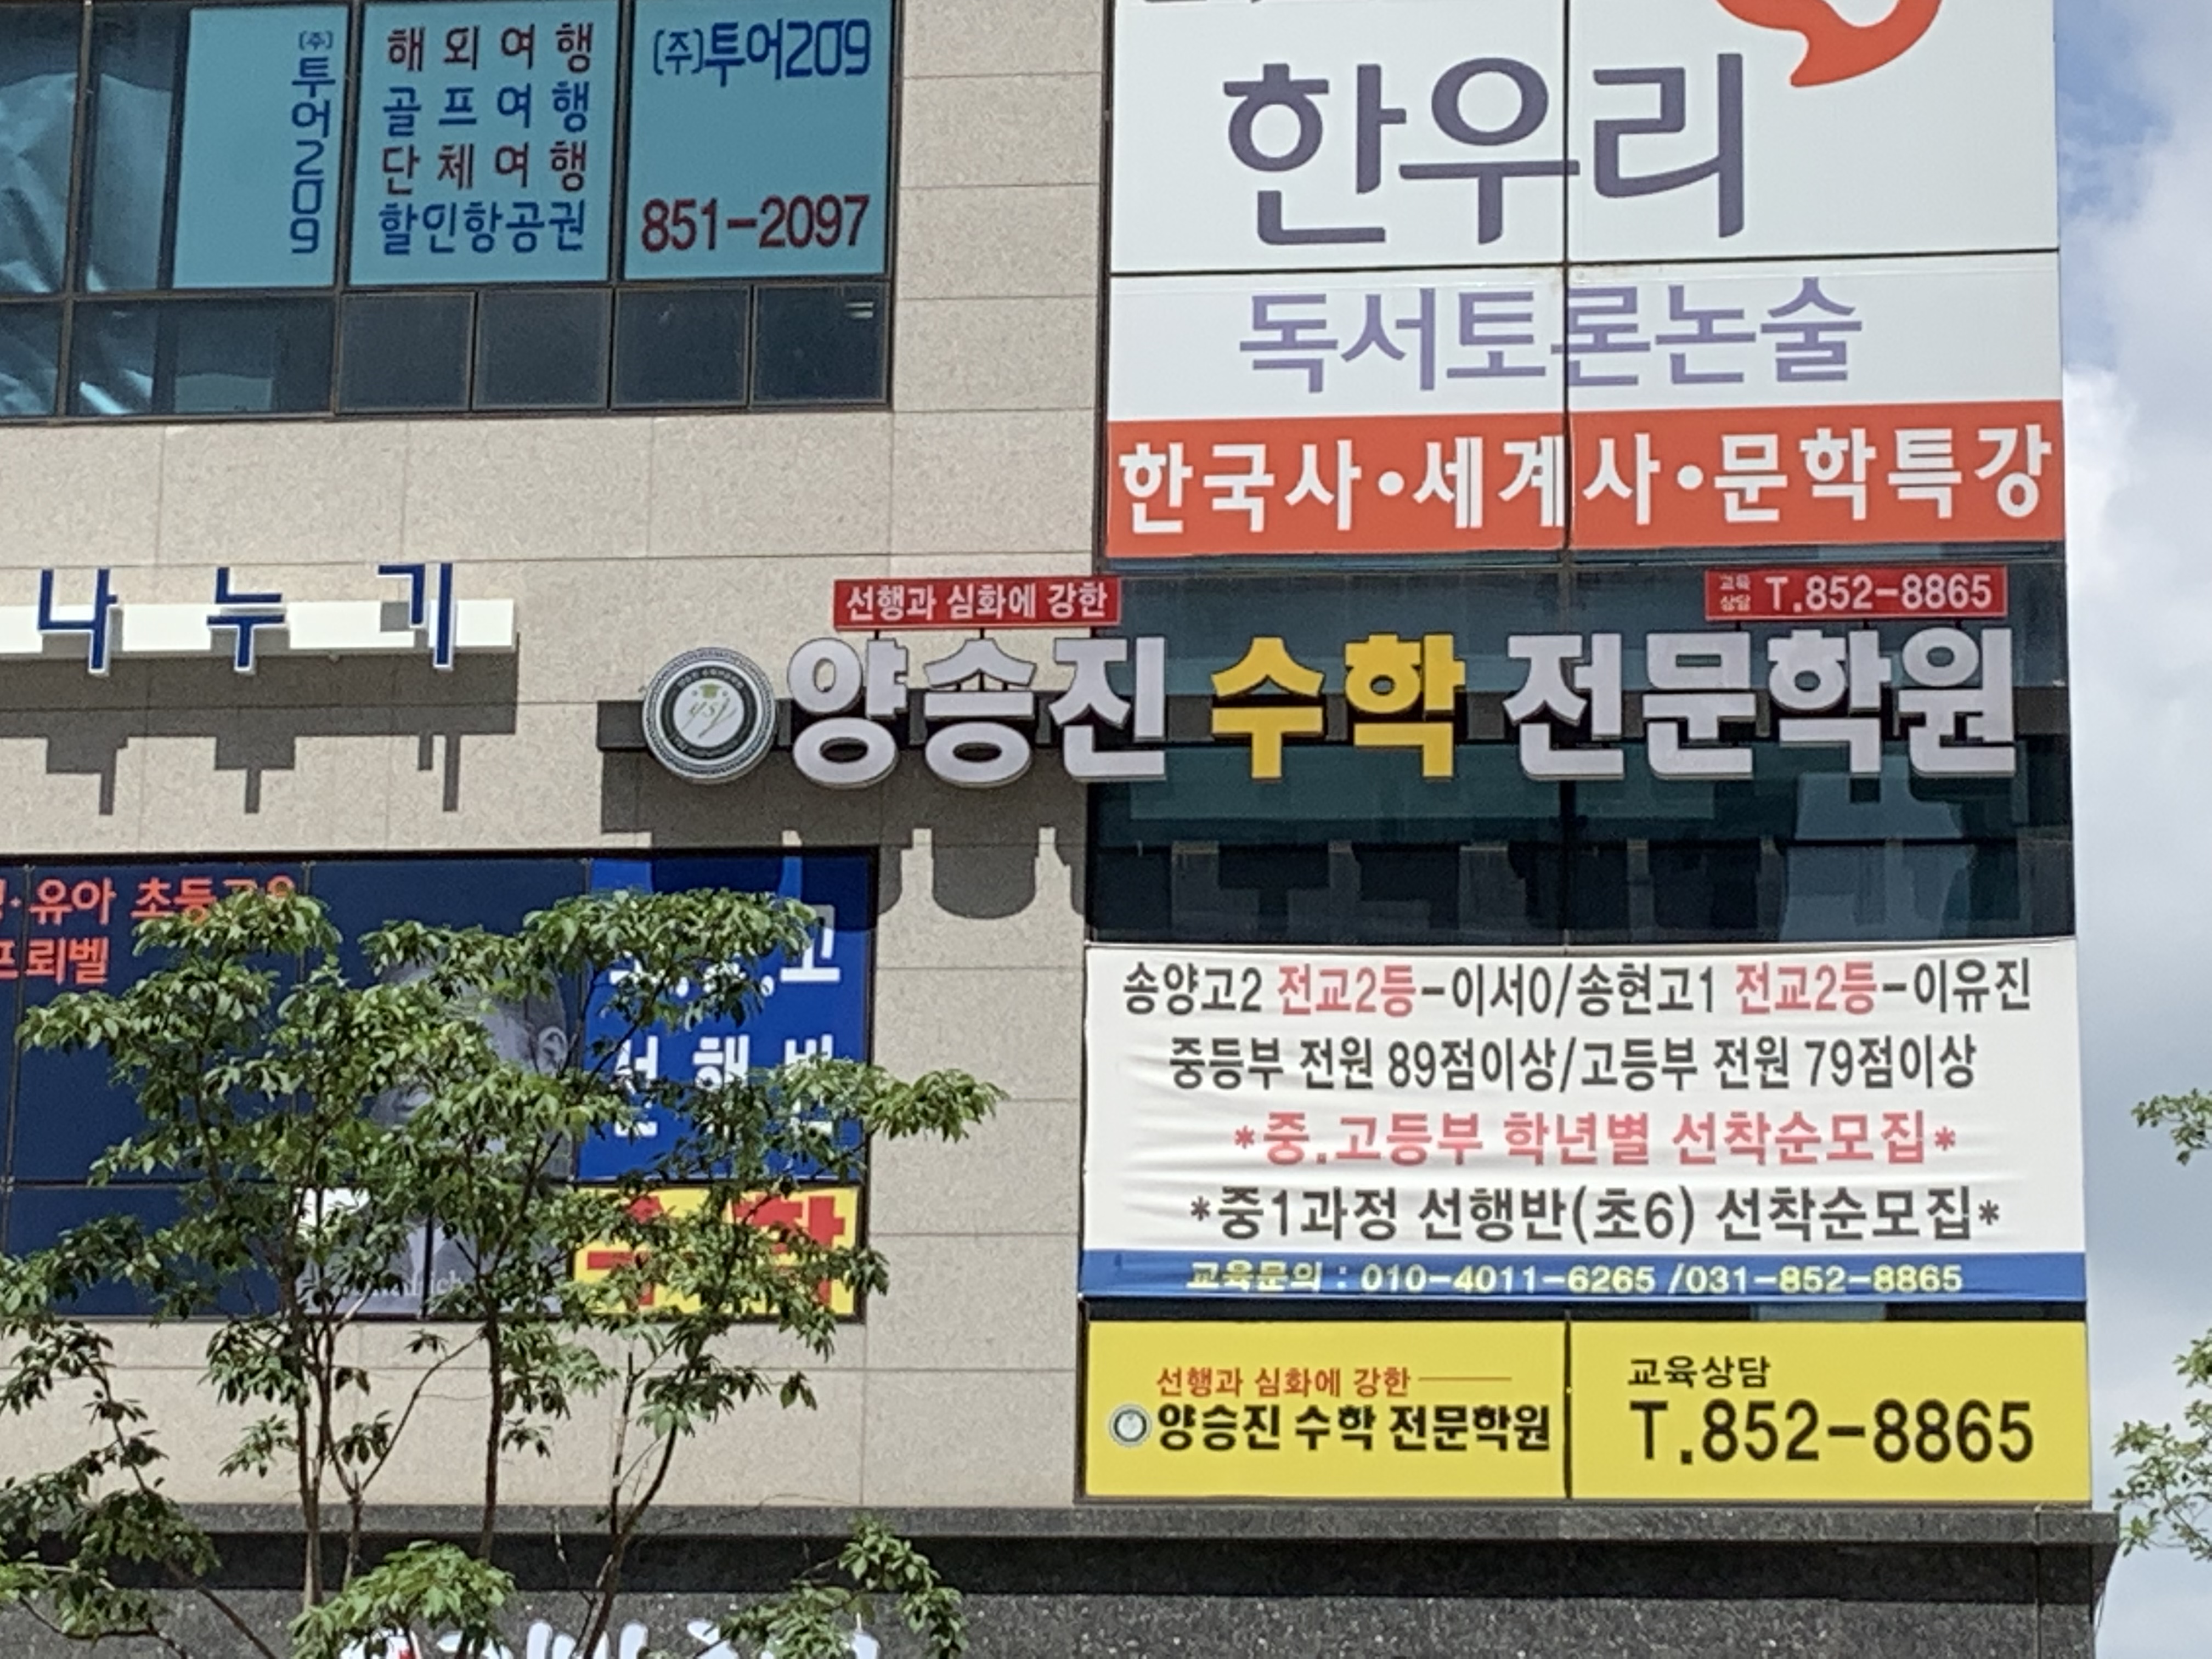 (주)투어209
해외여행
골프여행
단체여행
할인항공권
(주)투어209
851-2097
한우리
독서토론논술
한국사·세계사·문학특강
나누기
선행과 심화에 강한
교육상담 T.852-8865
ysj
양승진 수학 전문학원
유아 초등교육
프뢰벨
송양고2 전교2등-이서0/송현고1 전교2등-이유진
중등부 전원 89점이상/고등부 전원 79점이상
*중.고등부 학년별 선착순모집*
*중1과정 선행반(초6) 선착순모집*
교육문의 : 010-4011-6265 /031-852-8865
선행과 심화에 강한
양승진 수학 전문학원
교육상담
T.852-8865